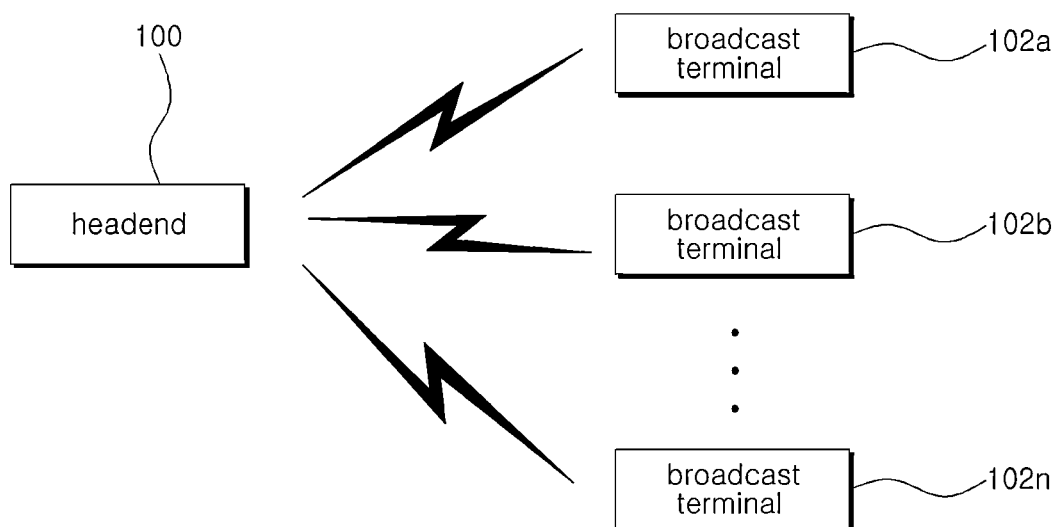 100
headend
broadcast
terminal
102a
broadcast
terminal
102b
broadcast
terminal
102n